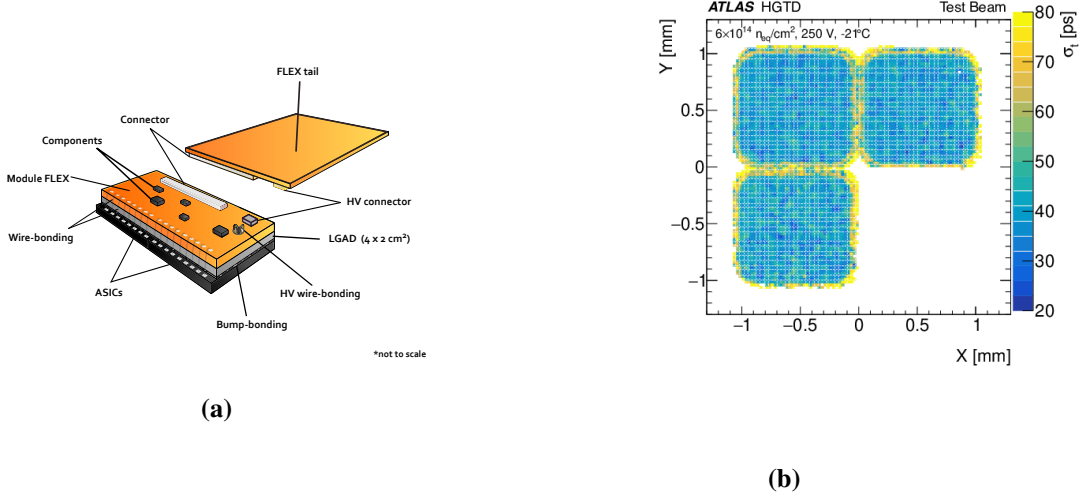 FLEX tail
Connector
Components
Module FLEX
HV connector
Wire-bonding
LGAD (4 x 2 cm²)
ASICs
HV wire-bonding
Bump-bonding
*not to scale
(a)
ATLAS HGTD Test Beam
6×10¹⁴ n_eq/cm², 250 V, -21°C
Y [mm]
1
0.5
0
−0.5
−1
−1 −0.5 0 0.5 1
X [mm]
80
70
60
50
40
30
20
σ_t [ps]
(b)